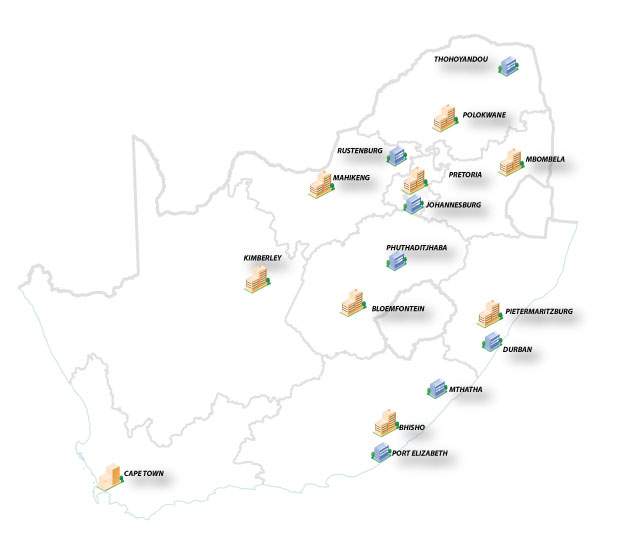 THOHOYANDOU
POLOKWANE
RUSTENBURG
MBOMBELA
MAHIKENG
PRETORIA
JOHANNESBURG
PHUTHADITJHABA
KIMBERLEY
BLOEMFONTEIN
PIETERMARITZBURG
DURBAN
MTHATHA
BHISHO
PORT ELIZABETH
CAPE TOWN